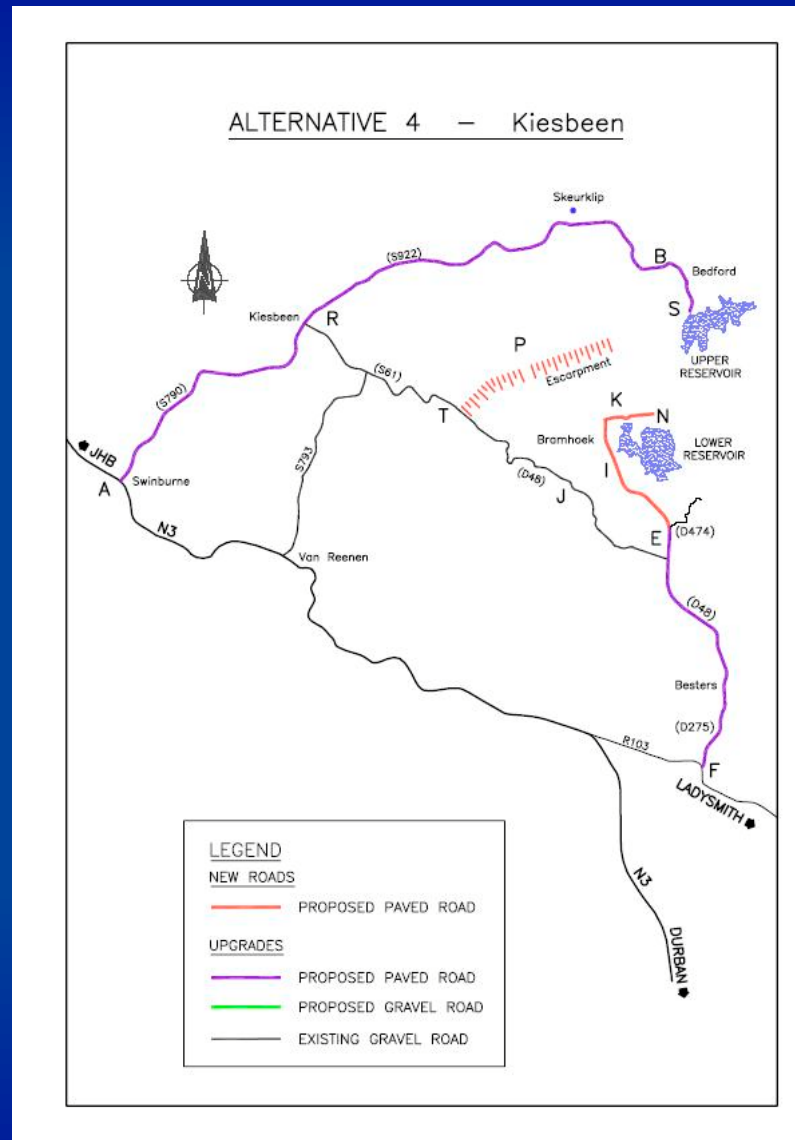 ALTERNATIVE 4 – Kiesbeen
Skeurklip
(S922)
B
Bedford
S
Kiesbeen
R
UPPER
RESERVOIR
P
Escarpment
(S61)
(S790)
T
K
N
Bramhoek
LOWER
RESERVOIR
I
JHB
A
Swinburne
S793
(D48)
J
N3
E
(D474)
Van Reenen
(D48)
Besters
(D275)
R103
F
LADYSMITH
N3
DURBAN
LEGEND
NEW ROADS
PROPOSED PAVED ROAD
UPGRADES
PROPOSED PAVED ROAD
PROPOSED GRAVEL ROAD
EXISTING GRAVEL ROAD